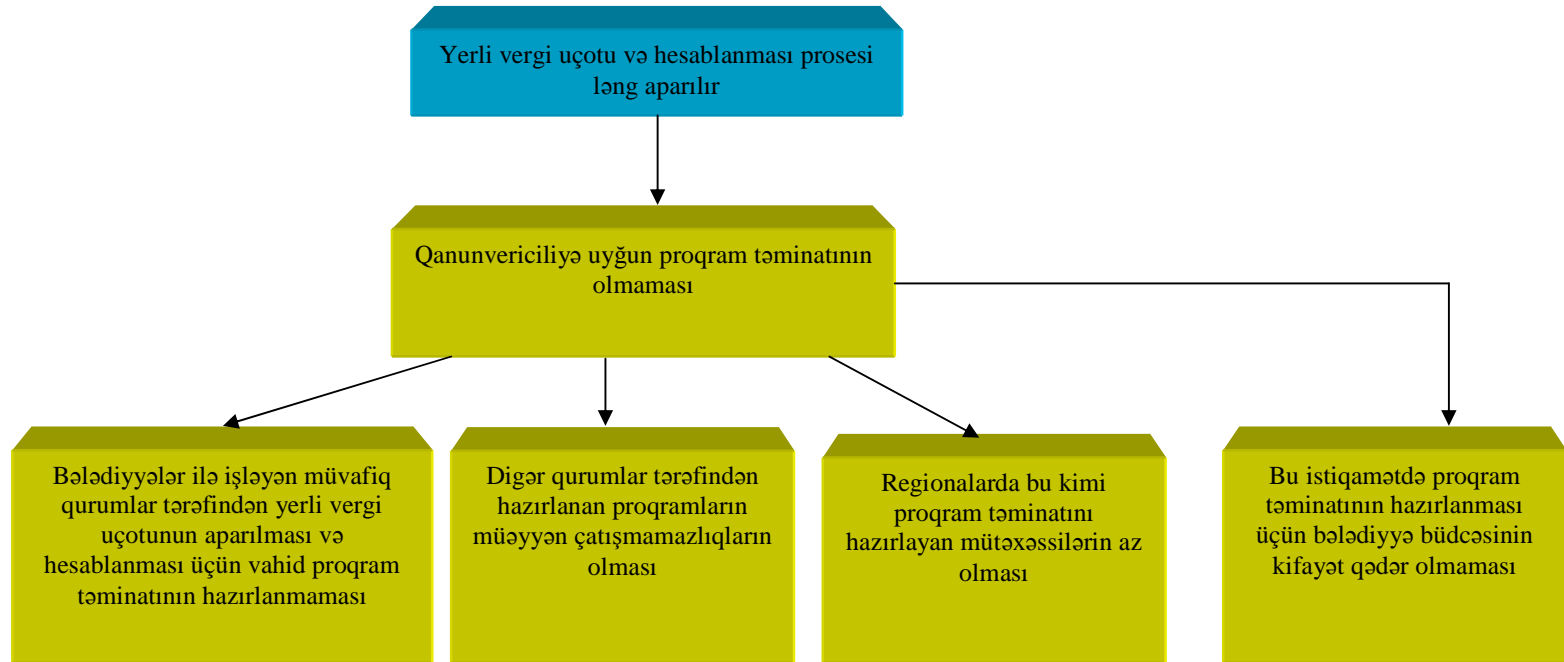 Yerli vergi uçotu və hesablanması prosesi
ləng aparılır
Qanunvericiliyə uyğun proqram təminatının
olmaması
Bələdiyyələr ilə işləyən müvafiq
qurumlar tərəfindən yerli vergi
uçotunun aparılması və
hesablanması üçün vahid proqram
təminatının hazırlanmaması
Digər qurumlar tərəfindən
hazırlanan proqramların
müəyyən çatışmamazlıqların
olması
Regionalarda bu kimi
proqram təminatını
hazırlayan mütəxəssilərin az
olması
Bu istiqamətdə proqram
təminatının hazırlanması
üçün bələdiyyə büdcəsinin
kifayət qədər olmaması